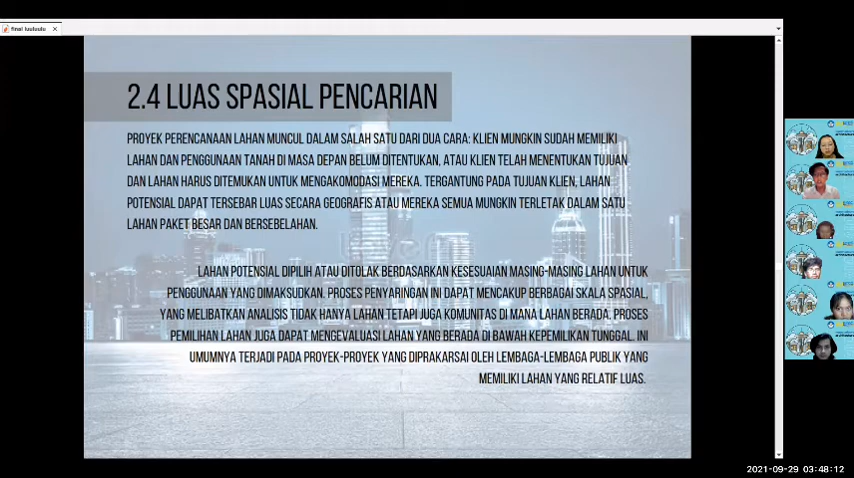 final luuluulu
2.4 LUAS SPASIAL PENCARIAN
PROYEK PERENCANAAN LAHAN MUNCUL DALAM SALAH SATU DARI DUA CARA: KLIEN MUNGKIN SUDAH MEMILIKI
LAHAN DAN PENGGUNAAN TANAH DI MASA DEPAN BELUM DITENTUKAN, ATAU KLIEN TELAH MENENTUKAN TUJUAN
DAN LAHAN HARUS DITEMUKAN UNTUK MENGAKOMODASI MEREKA. TERGANTUNG PADA TUJUAN KLIEN, LAHAN
POTENSIAL DAPAT TERSEBAR LUAS SECARA GEOGRAFIS ATAU MEREKA SEMUA MUNGKIN TERLETAK DALAM SATU
LAHAN PAKET BESAR DAN BERSEBELAHAN.
LAHAN POTENSIAL DIPILIH ATAU DITOLAK BERDASARKAN KESESUAIAN MASING-MASING LAHAN UNTUK
PENGGUNAAN YANG DIMAKSUDKAN. PROSES PENYARINGAN INI DAPAT MENCAKUP BERBAGAI SKALA SPASIAL,
YANG MELIBATKAN ANALISIS TIDAK HANYA LAHAN TETAPI JUGA KOMUNITAS DI MANA LAHAN BERADA. PROSES
PEMILIHAN LAHAN JUGA DAPAT MENGEVALUASI LAHAN YANG BERADA DI BAWAH KEPEMILIKAN TUNGGAL. INI
UMUMNYA TERJADI PADA PROYEK-PROYEK YANG DIPRAKARSAI OLEH LEMBAGA-LEMBAGA PUBLIK YANG
MEMILIKI LAHAN YANG RELATIF LUAS.
2021-09-29 03:48:12